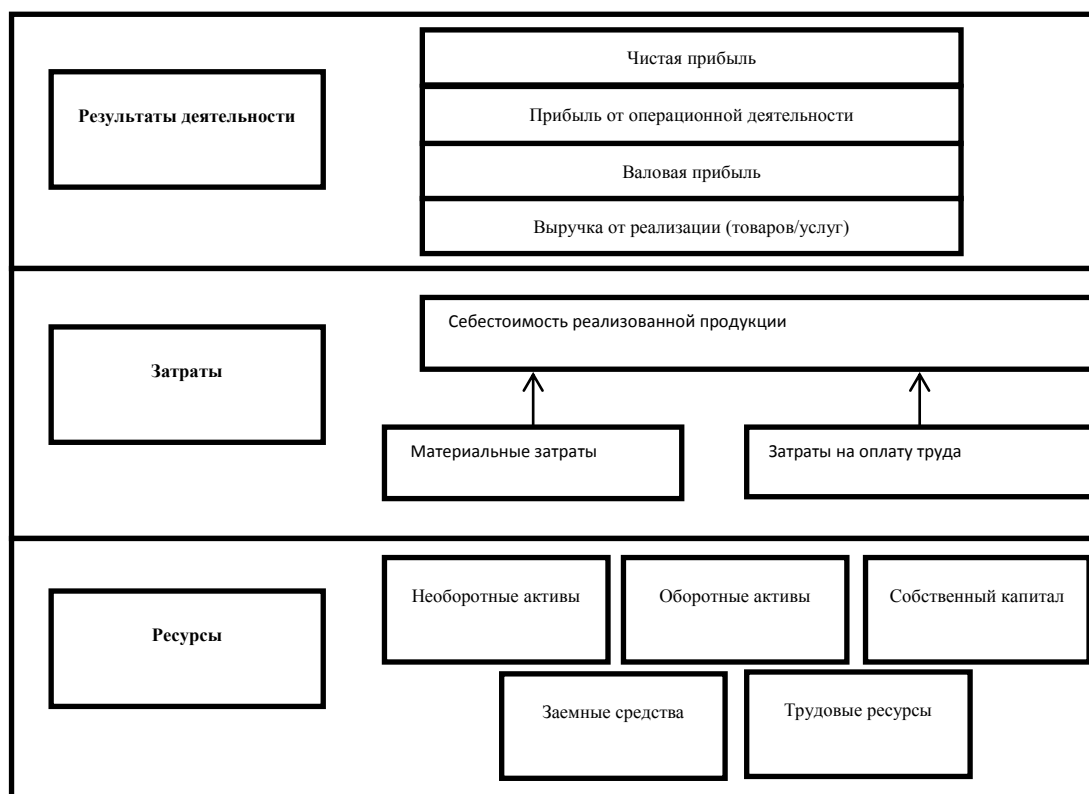 Результаты деятельности
Чистая прибыль
Прибыль от операционной деятельности
Валовая прибыль
Выручка от реализации (товаров/услуг)
Затраты
Себестоимость реализованной продукции
Материальные затраты
Затраты на оплату труда
Ресурсы
Необоротные активы
Оборотные активы
Собственный капитал
Заемные средства
Трудовые ресурсы